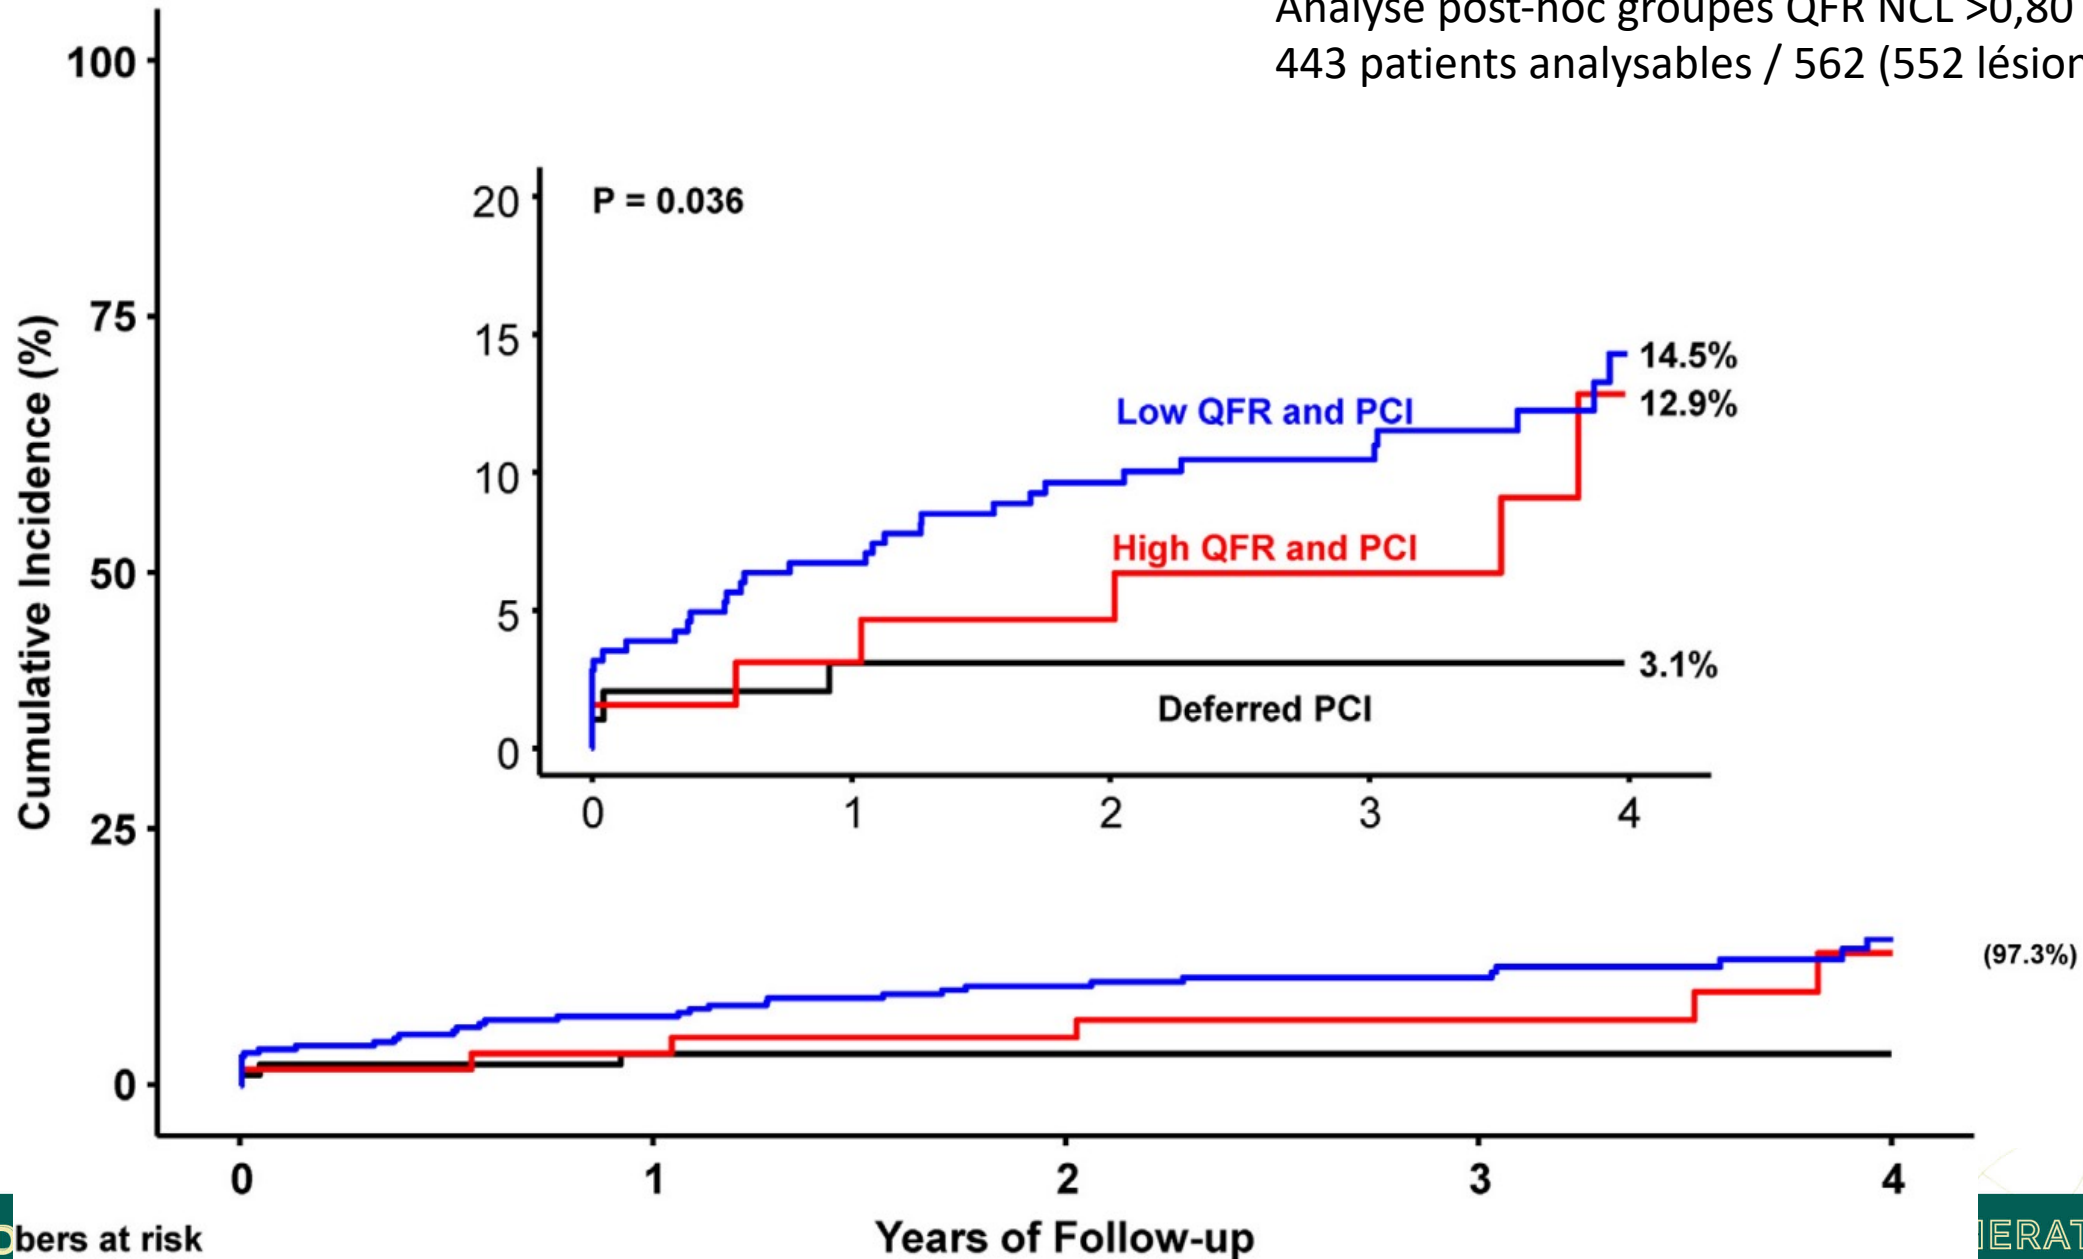 Analyse post-hoc groupes QFR NCL >0,80
443 patients analysables / 562 (552 lésion
Cumulative Incidence (%)
100
75
50
25
0
20
15
10
5
0
P = 0.036
14.5%
12.9%
Low QFR and PCI
High QFR and PCI
3.1%
Deferred PCI
0 1 2 3 4
(97.3%)
0 1 2 3 4
bers at risk
Years of Follow-up